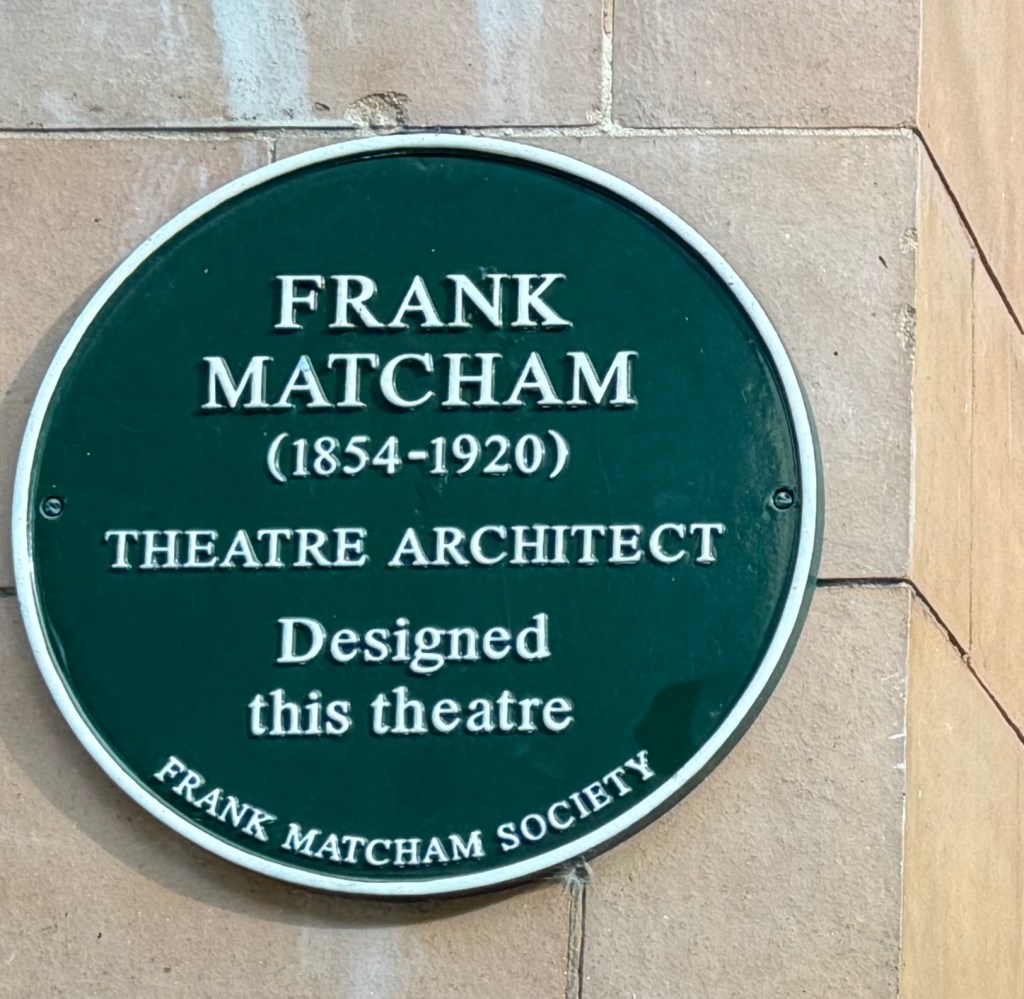 FRANK
MATCHAM
(1854-1920)
THEATRE ARCHITECT
Designed
this theatre
FRANK MATCHAM SOCIETY